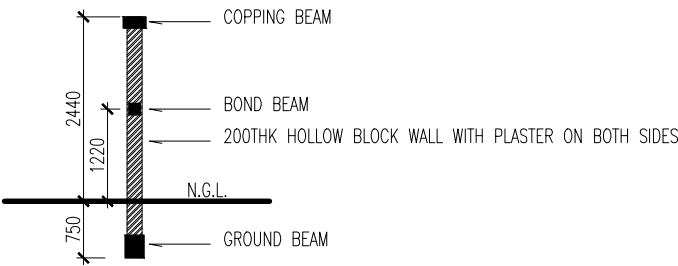 COPPING BEAM
2440
BOND BEAM
1220
200THK HOLLOW BLOCK WALL WITH PLASTER ON BOTH SIDES
N.G.L.
750
GROUND BEAM